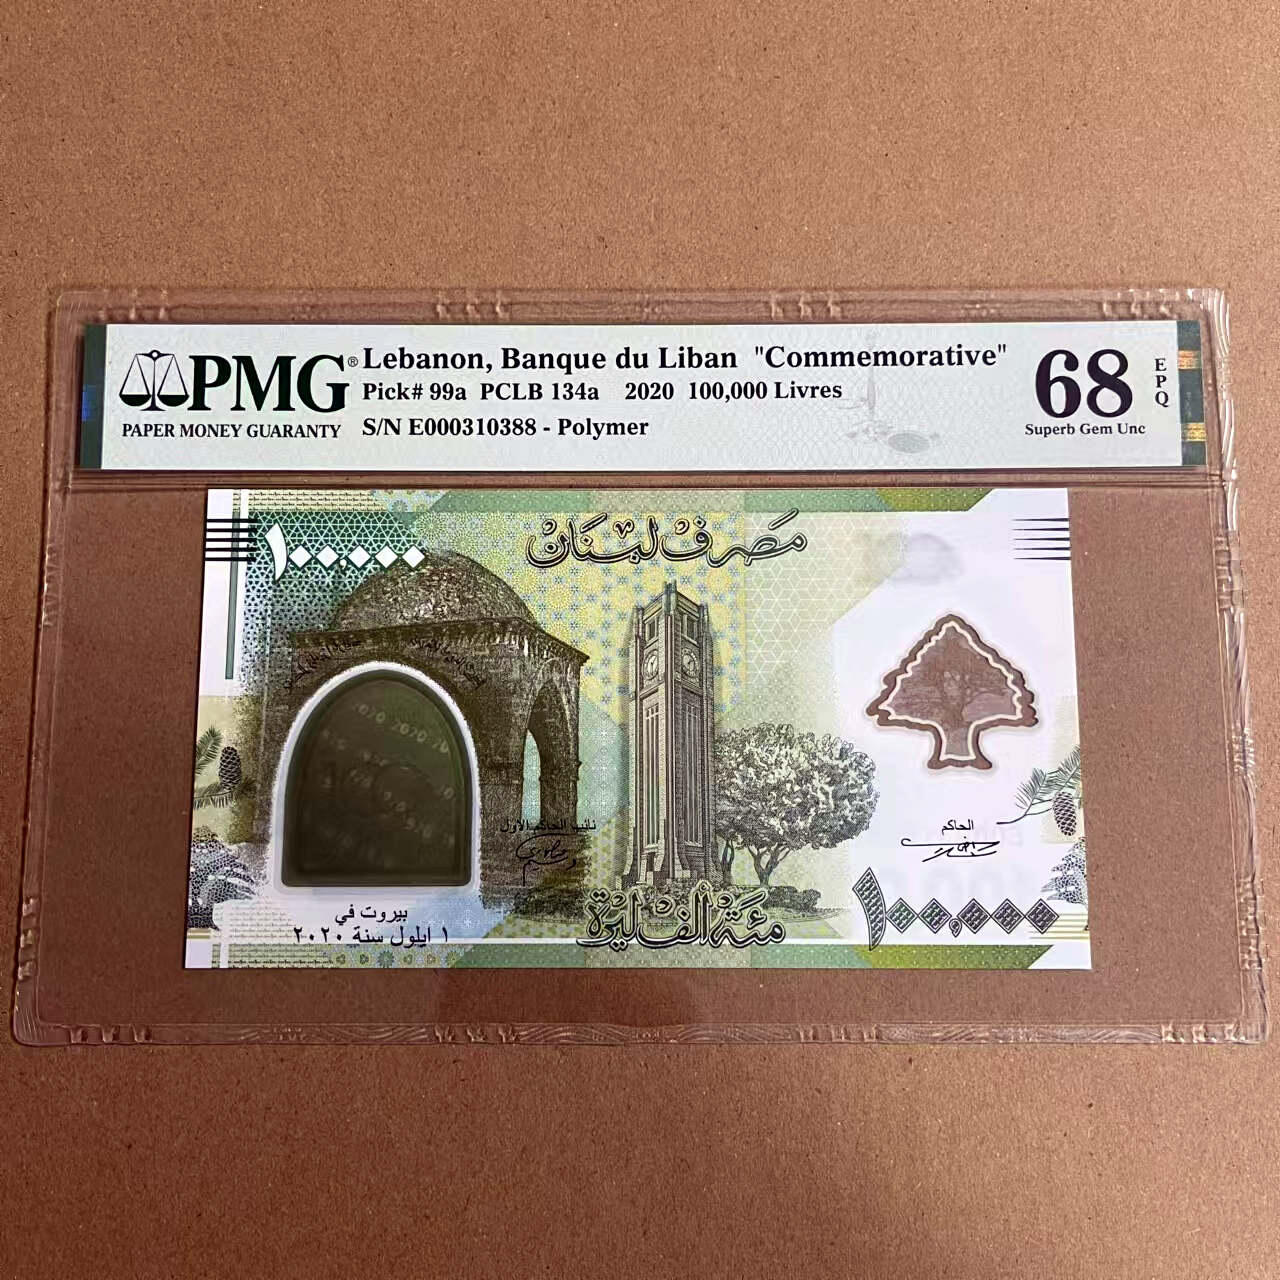 PMG®
PAPER MONEY GUARANTY
Lebanon, Banque du Liban "Commemorative"
Pick# 99a PCLB 134a 2020 100,000 Livres
S/N E000310388 - Polymer
68
EPQ
Superb Gem Unc
١٠٠,٠٠٠
مصرف لبنان
نائب الحاكم الأول
الحاكم
بيروت في
١ أيلول سنة ٢٠٢٠
مئة ألف ليرة
١٠٠,٠٠٠